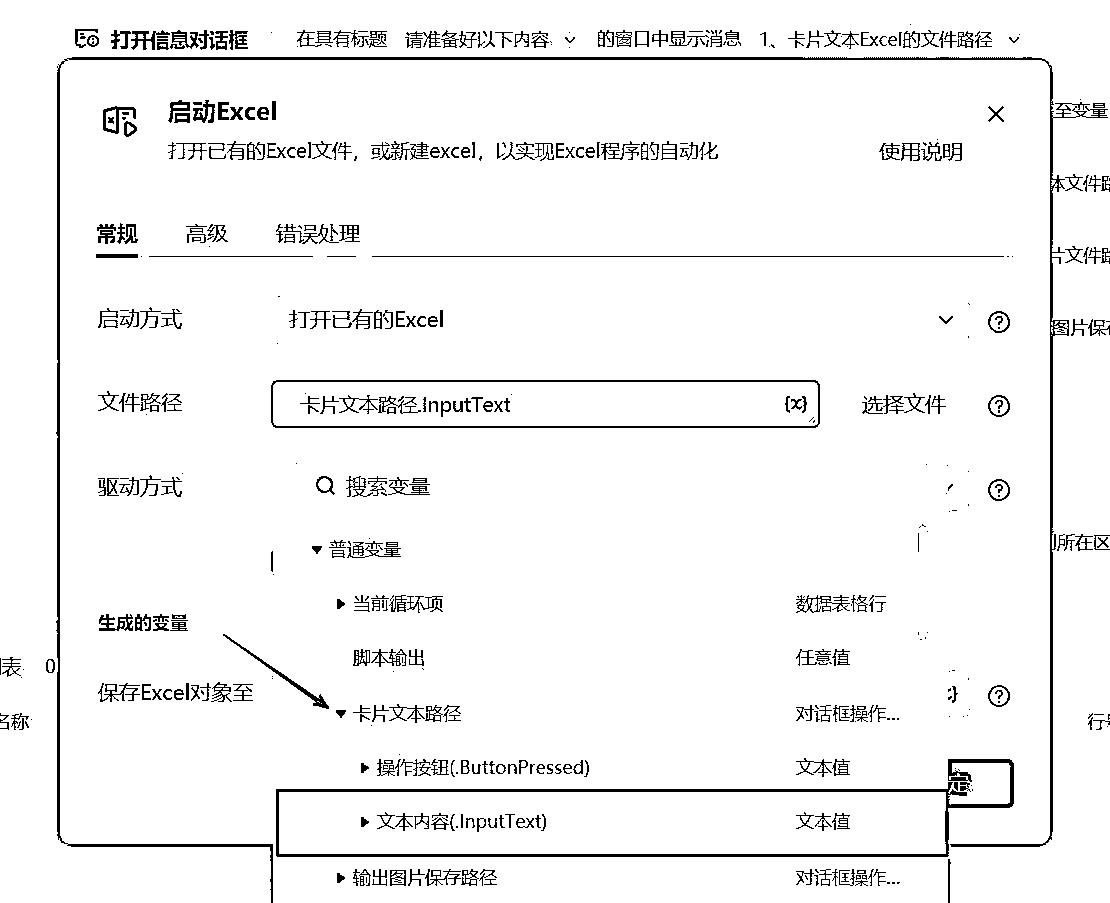 打开信息对话框 在具有标题 请准备好以下内容 的窗口中显示消息 1、卡片文本Excel的文件路径
启动Excel
打开已有的Excel文件，或新建excel，以实现Excel程序的自动化 使用说明
至变量
常规 高级 错误处理
本文件路
片文件路
启动方式 打开已有的Excel
图片保存
文件路径 卡片文本路径.InputText {x} 选择文件
驱动方式 搜索变量
普通变量
所在区
当前循环项 数据表格行
生成的变量
脚本输出 任意值
列表 0
保存Excel对象至
卡片文本路径 对话框操作...
名称 行号
操作按钮(.ButtonPressed) 文本值
定
文本内容(.InputText) 文本值
输出图片保存路径 对话框操作...